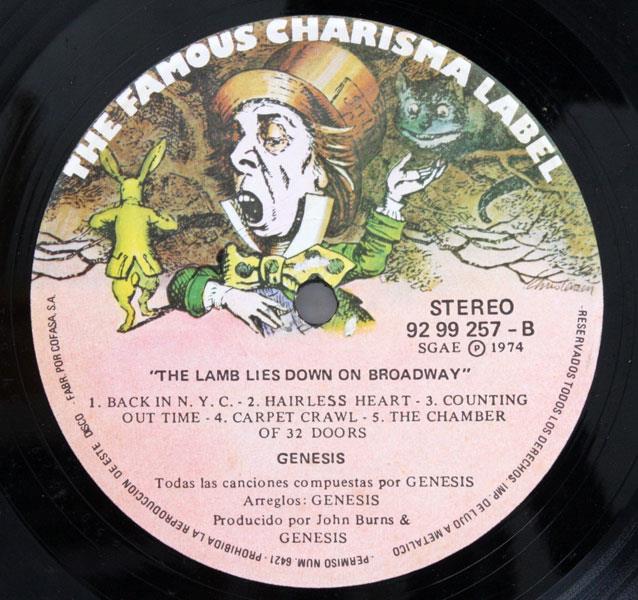 THE FAMOUS CHARISMA LABEL
STEREO
92 99 257 - B
SGAE Ⓟ 1974
"THE LAMB LIES DOWN ON BROADWAY"
1. BACK IN N. Y. C. - 2. HAIRLESS HEART - 3. COUNTING
OUT TIME - 4. CARPET CRAWL - 5. THE CHAMBER
OF 32 DOORS
GENESIS
Todas las canciones compuestas por GENESIS
Arreglos: GENESIS
Producido por John Burns &
GENESIS
-RESERVADOS TODOS LOS DERECHOS. IMP. DE LUJO A METALICO
-PERMISO NUM. 6421 - PROHIBIDA LA REPRODUCCION DE ESTE DISCO - FABR. POR COFASA, S.A.